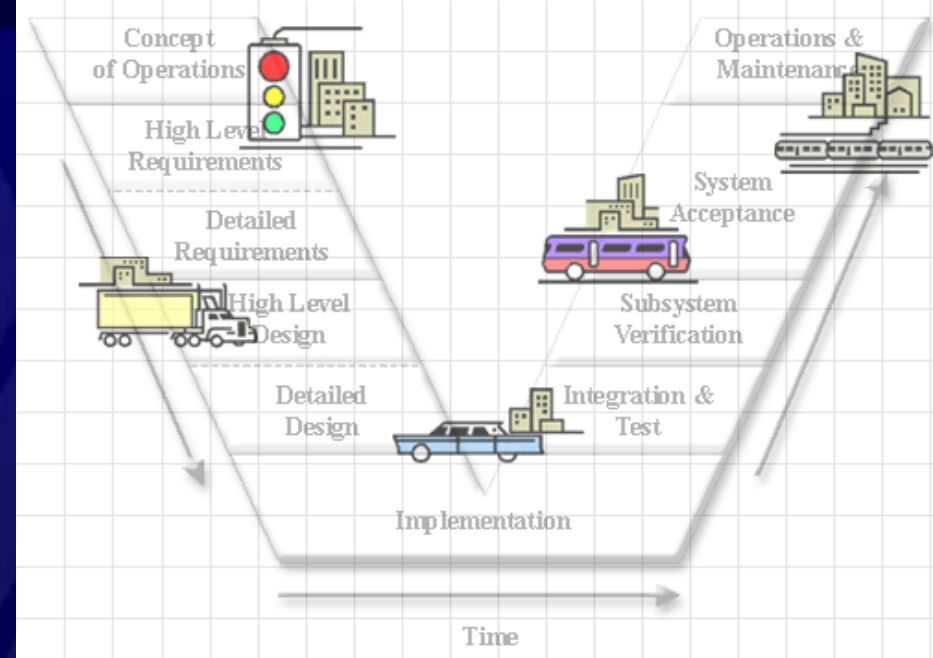 Concept
of Operations
High Level
Requirements
Detailed
Requirements
High Level
Design
Detailed
Design
Implementation
Integration &
Test
Subsystem
Verification
System
Acceptance
Operations &
Maintenance
Time